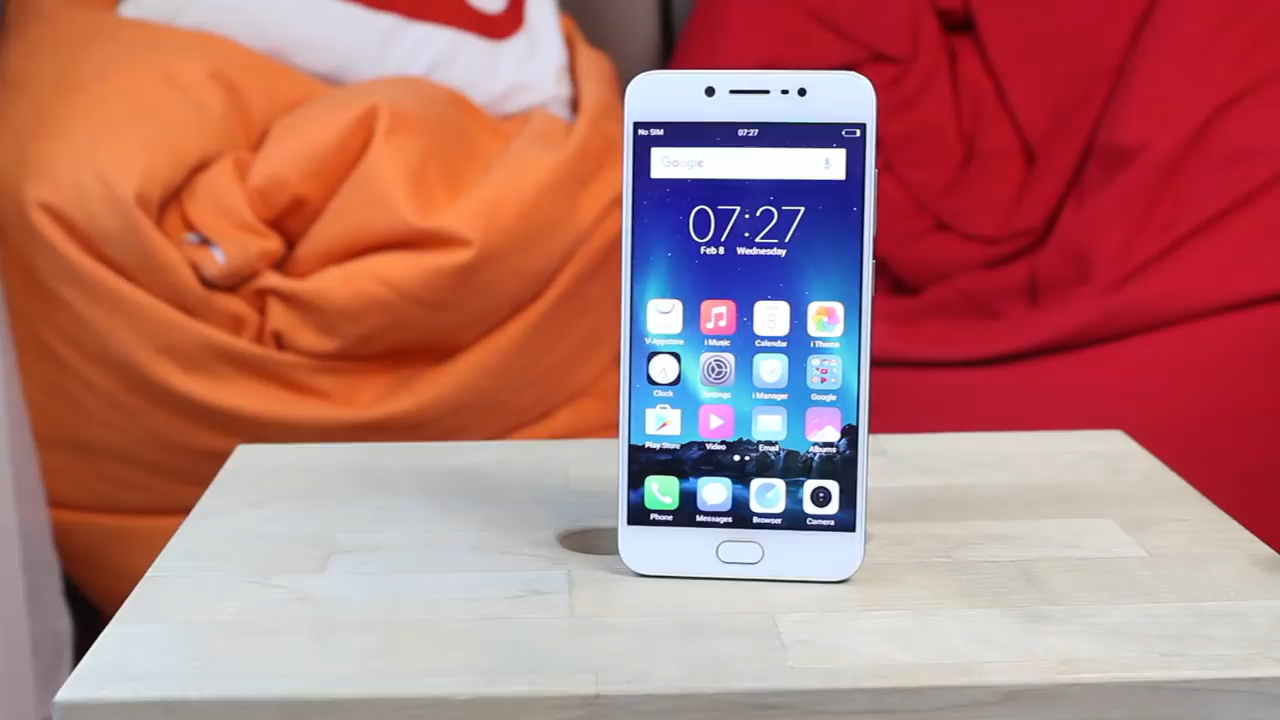 No SIM 07:27
Google
07:27
Feb 8 Wednesday
V-Appstore i Music Calendar i Theme
Clock Settings i Manager Google
Play Store Video Email Albums
Phone Messages Browser Camera